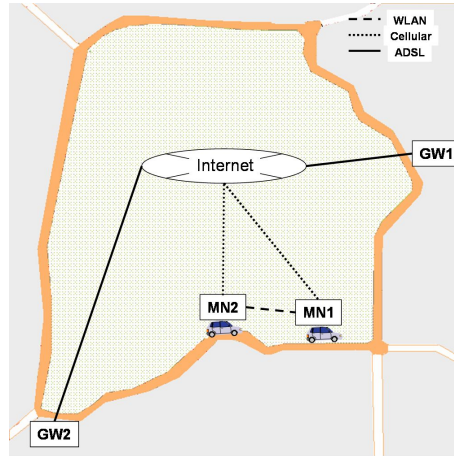 WLAN
Cellular
ADSL
GW1
Internet
MN2
MN1
GW2